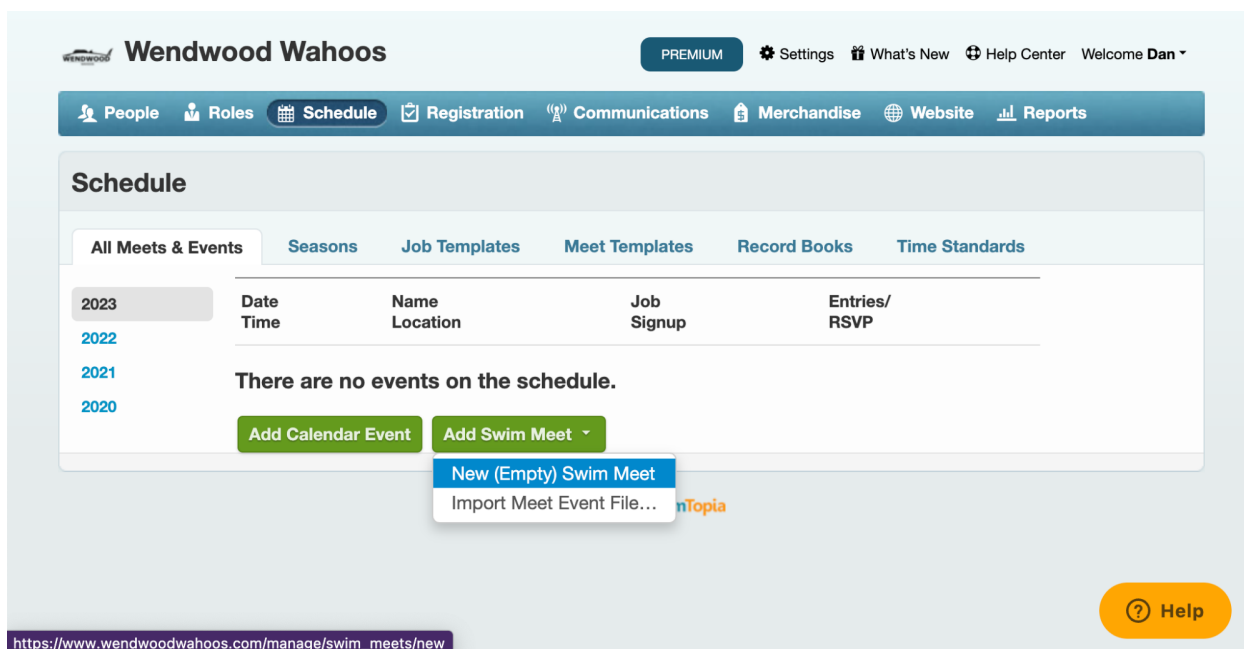 WENDWOOD Wendwood Wahoos PREMIUM Settings What's New Help Center Welcome Dan
People Roles Schedule Registration Communications Merchandise Website Reports
Schedule
All Meets & Events Seasons Job Templates Meet Templates Record Books Time Standards
2023
2022
2021
2020
Date Name Job Entries/
Time Location Signup RSVP
There are no events on the schedule.
Add Calendar Event Add Swim Meet
New (Empty) Swim Meet
Import Meet Event File…
mTopia
? Help
https://www.wendwoodwahoos.com/manage/swim_meets/new